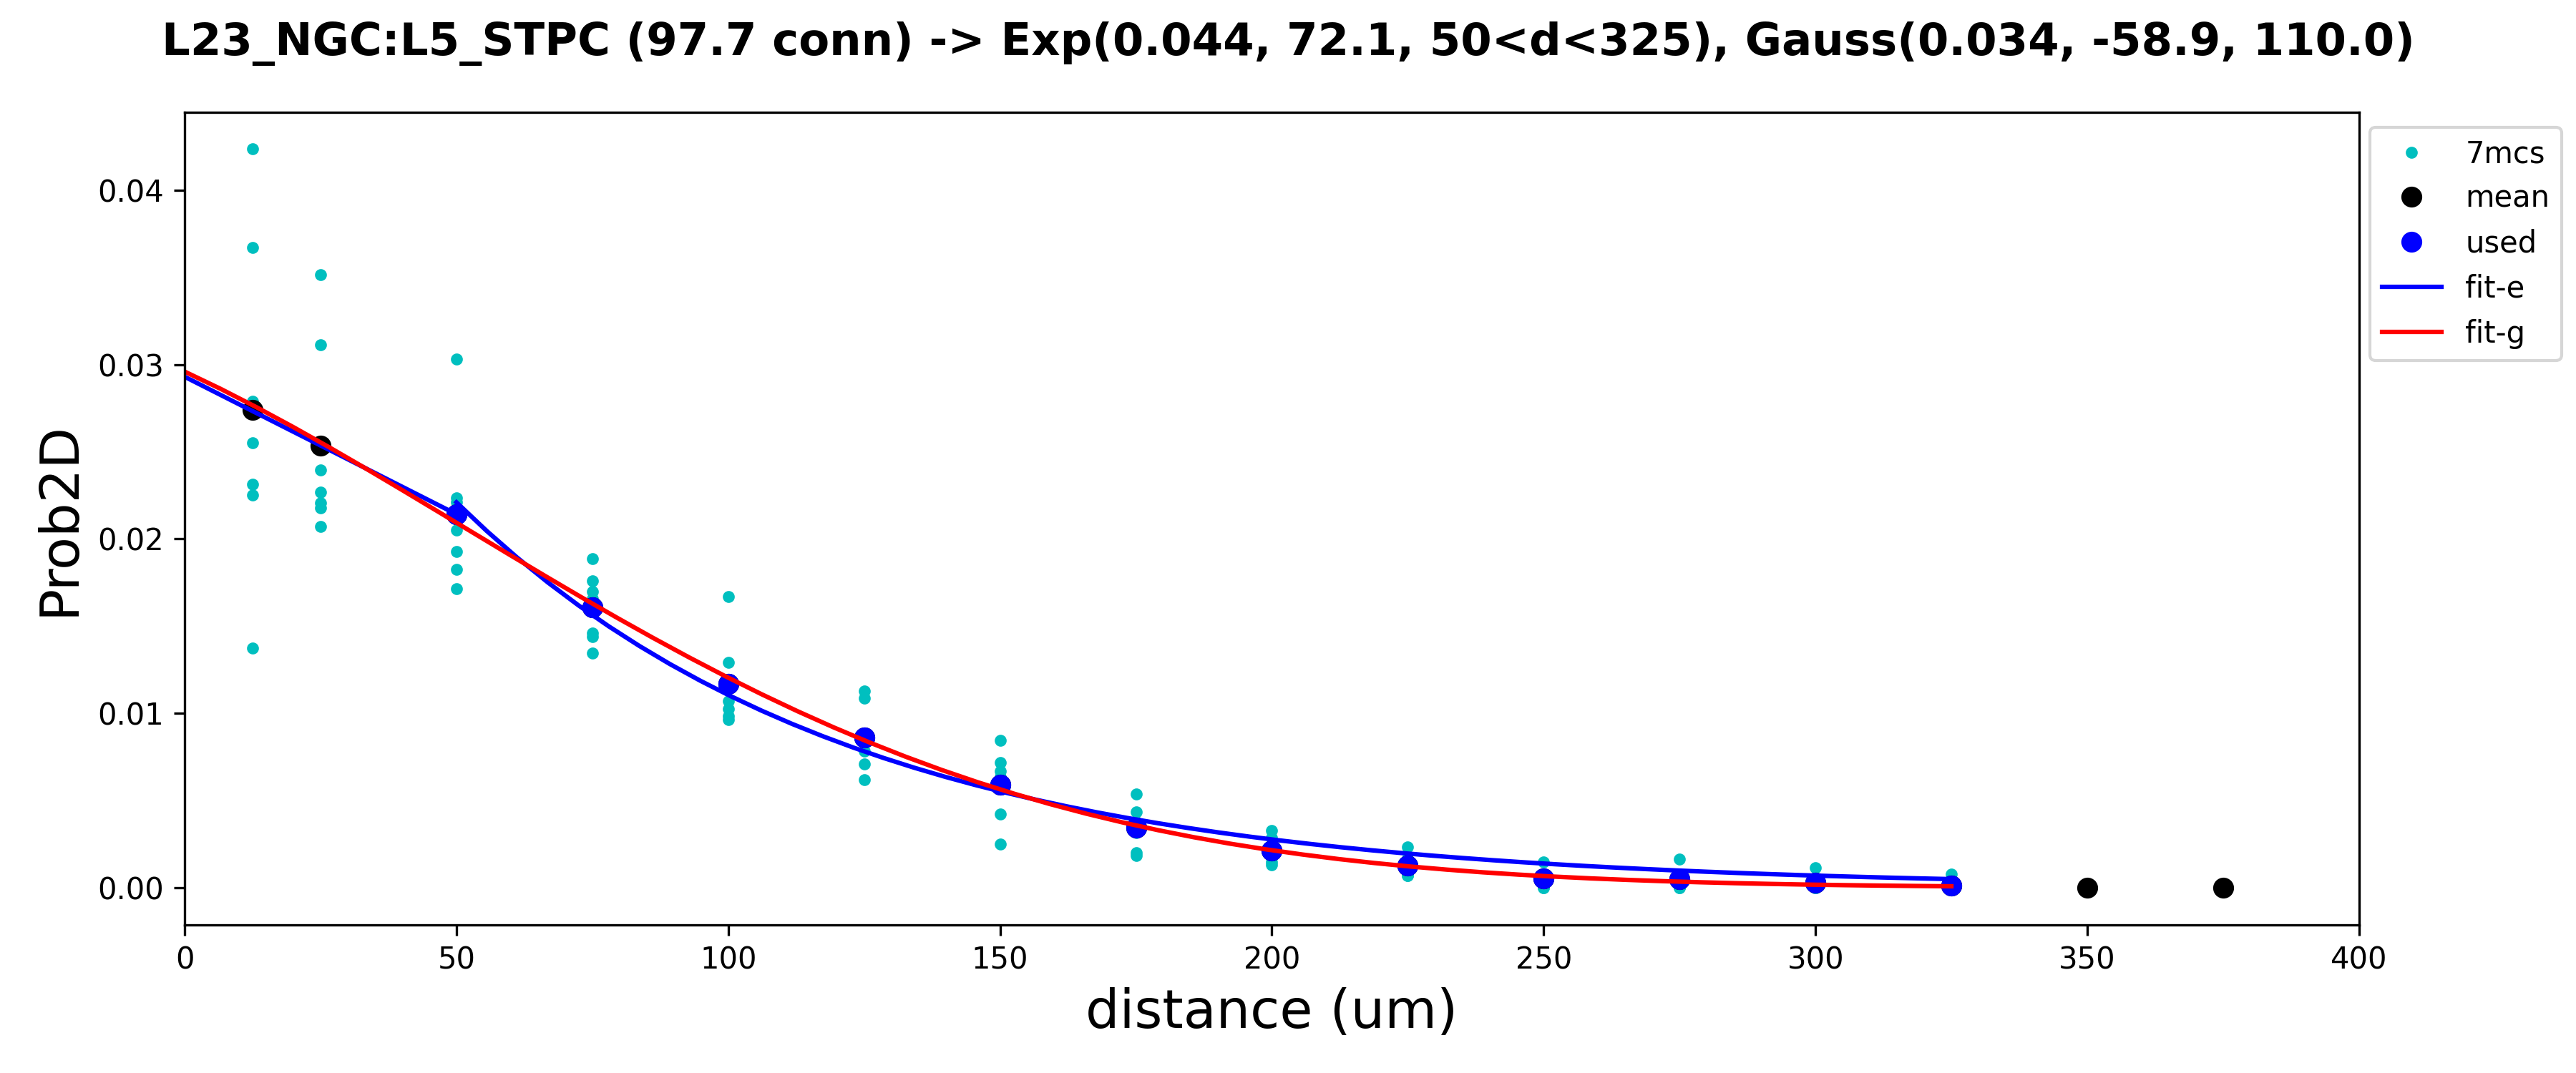 L23_NGC:L5_STPC (97.7 conn) -> Exp(0.044, 72.1, 50<d<325), Gauss(0.034, -58.9, 110.0)
7mcs
mean
used
fit-e
fit-g
Prob2D
0.04
0.03
0.02
0.01
0.00
0 50 100 150 200 250 300 350 400
distance (um)